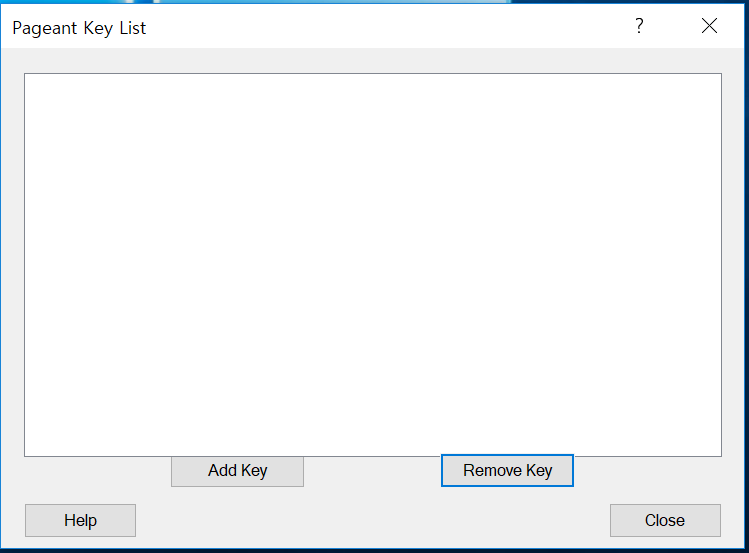 Pageant Key List
?
Add Key
Remove Key
Help
Close